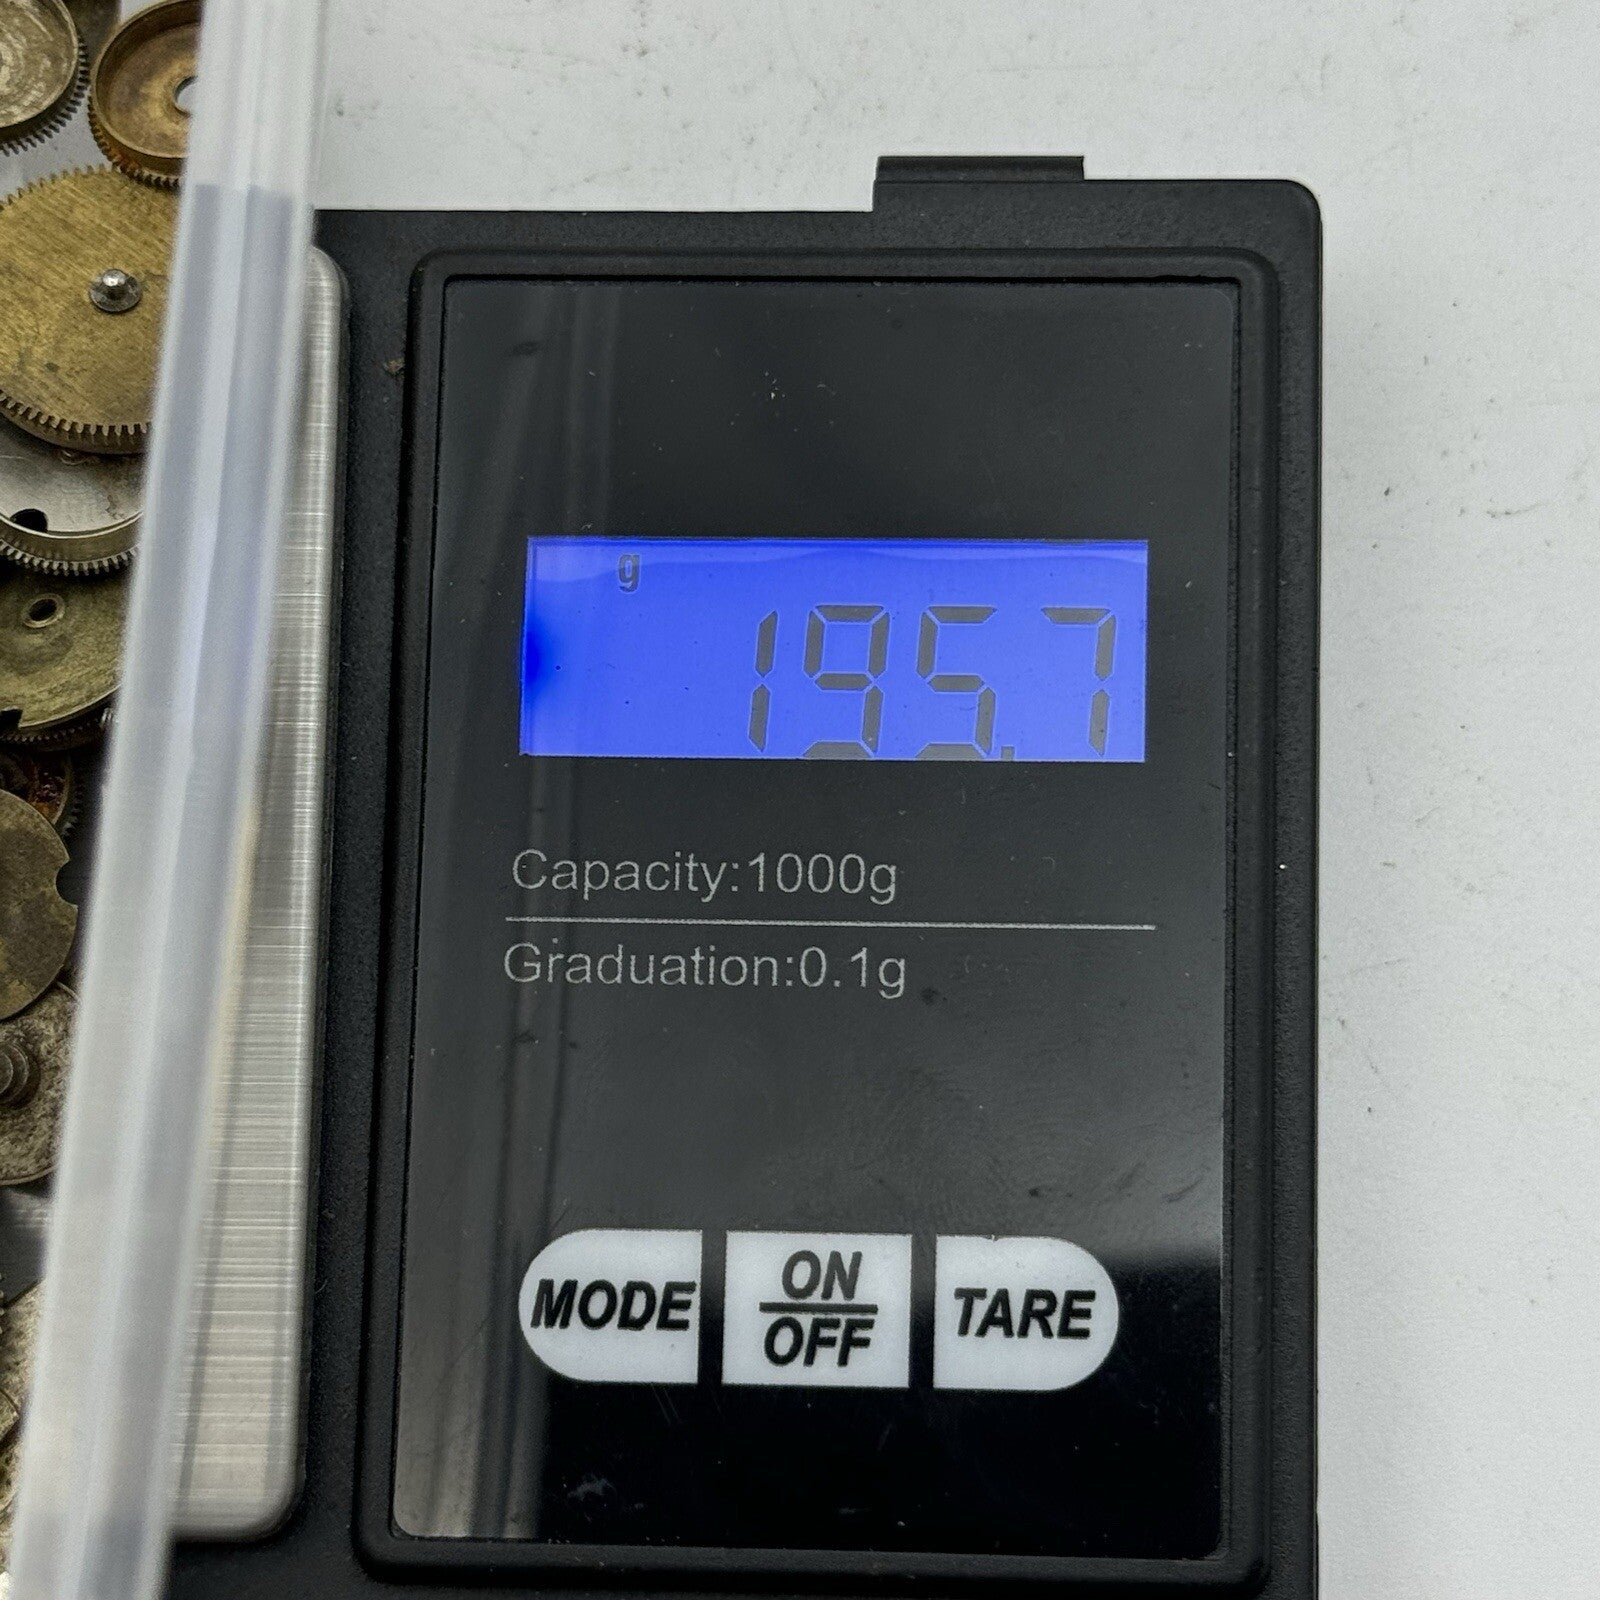 g
195.7
Capacity:1000g
Graduation:0.1g
MODE
ON
OFF
TARE